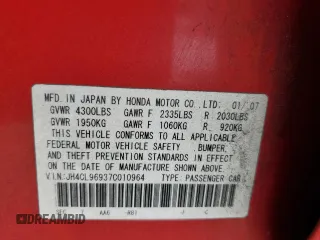 MFD. IN JAPAN BY HONDA MOTOR CO., LTD. 01/07
GVWR 4300LBS GAWR F 2335LBS R 2030LBS
GVWR 1950KG GAWR F 1060KG R 920KG
THIS VEHICLE CONFORMS TO ALL APPLICABLE
FEDERAL MOTOR VEHICLE SAFETY, BUMPER,
AND THEFT PREVENTION STANDARDS IN EFFECT
ON THE DATE OF MANUFACTURE SHOWN ABOVE.
V.I.N: JH4CL96937C010964 TYPE: PASSENGER CAR
AAC
DreamBID.com